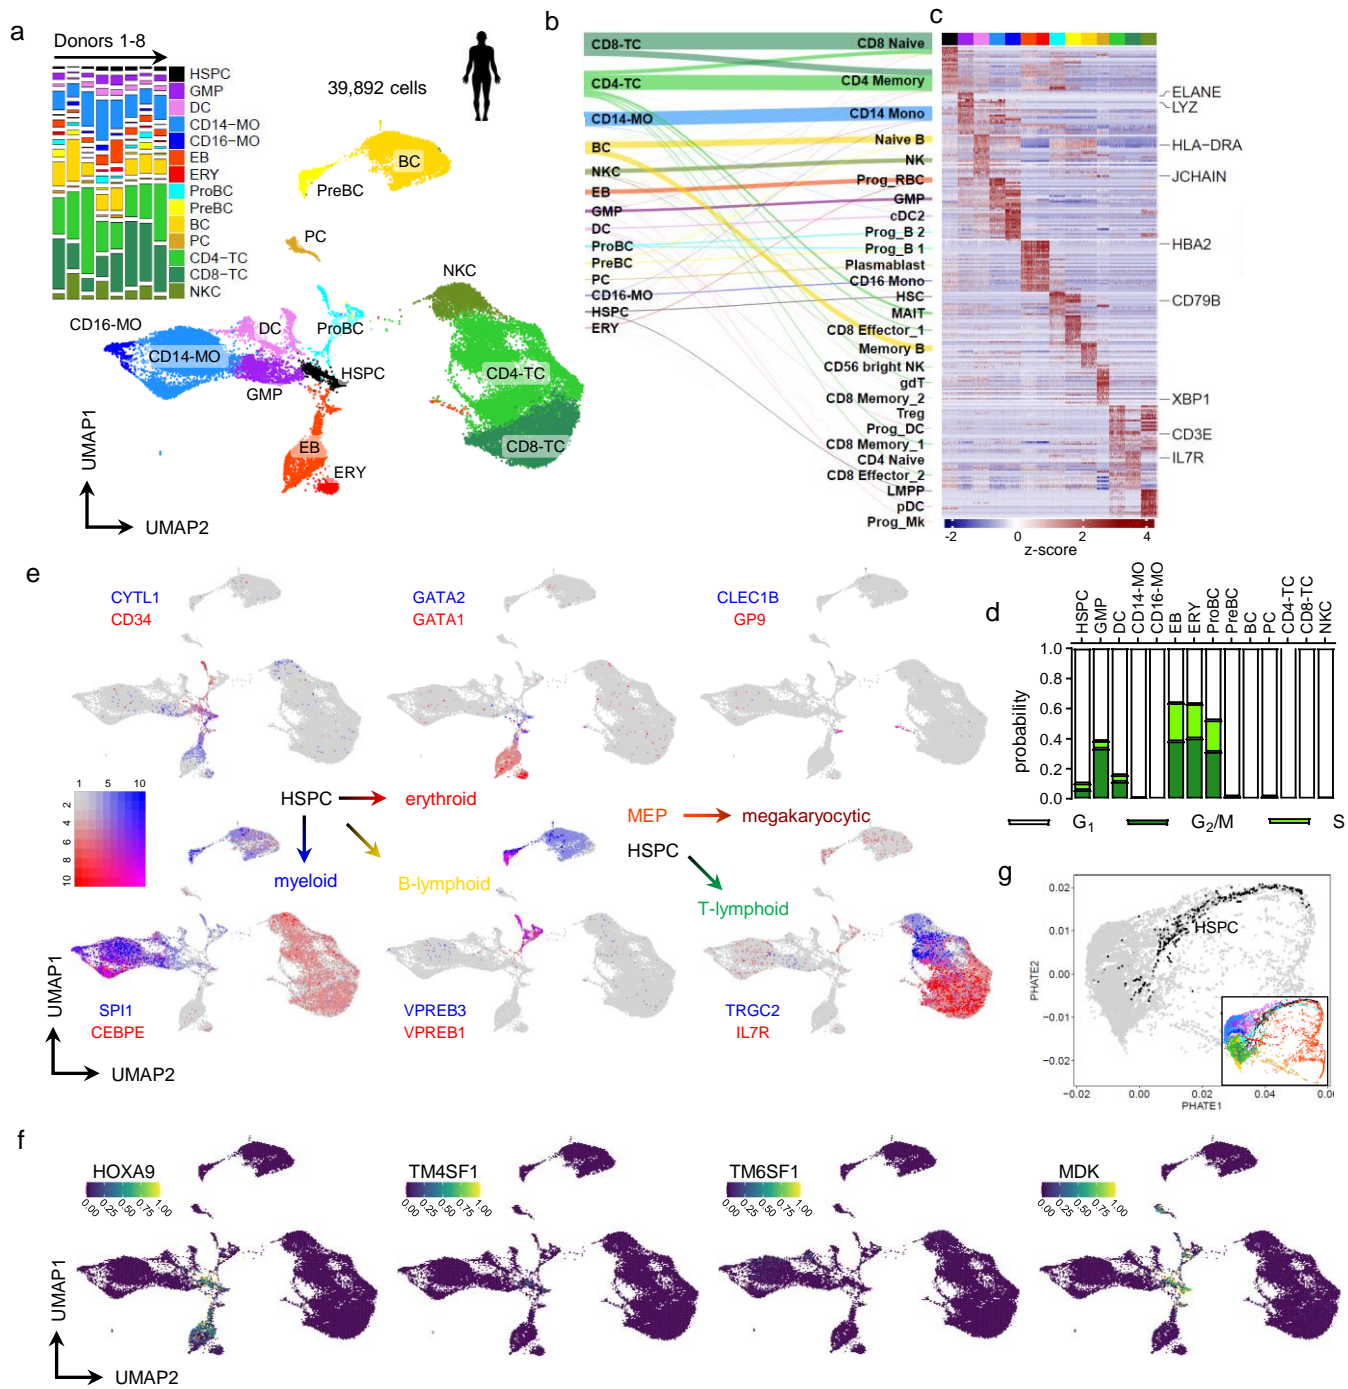 a
Donors 1-8
HSPC
GMP
DC
CD14−MO
CD16−MO
EB
ERY
ProBC
PreBC
BC
PC
CD4−TC
CD8−TC
NKC
39,892 cells
BC
PreBC
PC
NKC
CD16-MO
DC
ProBC
CD14-MO
HSPC
GMP
CD4-TC
EB
CD8-TC
ERY
UMAP1
UMAP2
b
CD8-TC
CD4-TC
CD14-MO
BC
NKC
EB
GMP
DC
ProBC
PreBC
PC
CD16-MO
HSPC
ERY
CD8 Naive
CD4 Memory
CD14 Mono
Naive B
NK
Prog_RBC
GMP
cDC2
Prog_B 2
Prog_B 1
Plasmablast
CD16 Mono
HSC
MAIT
CD8 Effector_1
Memory B
CD56 bright NK
gdT
CD8 Memory_2
Treg
Prog_DC
CD8 Memory_1
CD4 Naive
CD8 Effector_2
LMPP
pDC
Prog_Mk
c
ELANE
LYZ
HLA−DRA
JCHAIN
HBA2
CD79B
XBP1
CD3E
IL7R
-2 0 2 4
z-score
d
HSPC
GMP
DC
CD14-MO
CD16-MO
EB
ERY
ProBC
PreBC
BC
PC
CD4-TC
CD8-TC
NKC
probability
1.0
0.8
0.6
0.4
0.2
0.0
G1 G2/M S
e
CYTL1
CD34
GATA2
GATA1
CLEC1B
GP9
1 5 10
2
4
6
8
10
HSPC
erythroid
myeloid
B-lymphoid
MEP
megakaryocytic
HSPC
T-lymphoid
SPI1
CEBPE
VPREB3
VPREB1
TRGC2
IL7R
UMAP1
UMAP2
g
HSPC
PHATE2
0.02
0.01
0.00
−0.01
−0.02
−0.02 0.00 0.02 0.04
PHATE1
f
HOXA9
0.00 0.25 0.50 0.75 1.00
TM4SF1
0.00 0.25 0.50 0.75 1.00
TM6SF1
0.00 0.25 0.50 0.75 1.00
MDK
0.00 0.25 0.50 0.75 1.00
UMAP1
UMAP2